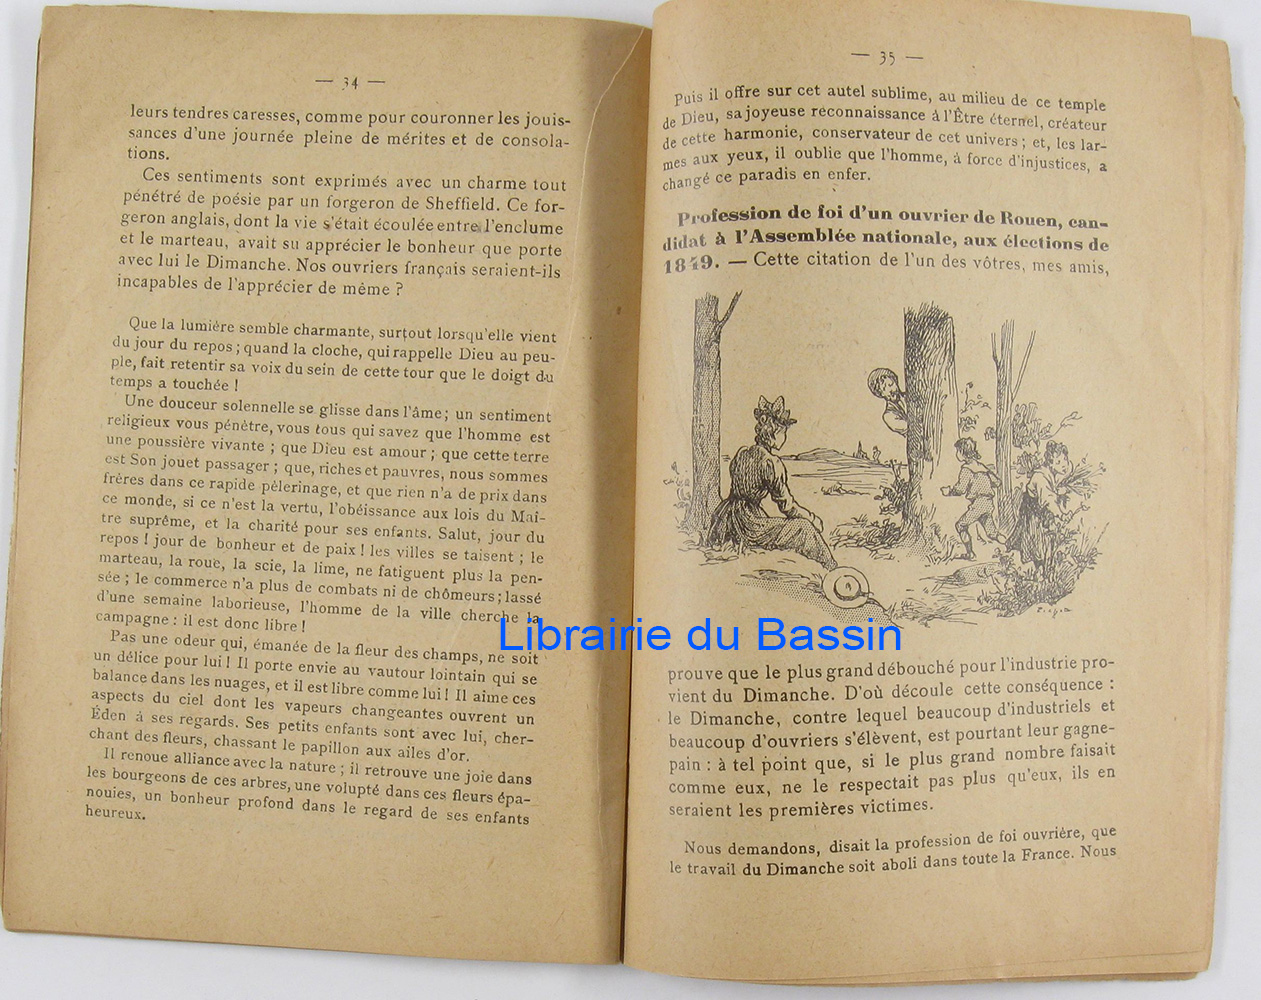 — 34 —
leurs tendres caresses, comme pour couronner les jouis-
sances d'une journée pleine de mérites et de consola-
tions.
Ces sentiments sont exprimés avec un charme tout
pénétré de poésie par un forgeron de Sheffield. Ce for-
geron anglais, dont la vie s'était écoulée entre l'enclume
et le marteau, avait su apprécier le bonheur que porte
avec lui le Dimanche. Nos ouvriers français seraient-ils
incapables de l'apprécier de même ?
Que la lumière semble charmante, surtout lorsqu'elle vient
du jour du repos ; quand la cloche, qui rappelle Dieu au peu-
ple, fait retentir sa voix du sein de cette tour que le doigt du
temps a touchée !
Une douceur solennelle se glisse dans l'âme; un sentiment
religieux vous pénètre, vous tous qui savez que l'homme est
une poussière vivante ; que Dieu est amour ; que cette terre
est Son jouet passager ; que, riches et pauvres, nous sommes
frères dans ce rapide pèlerinage, et que rien n'a de prix dans
ce monde, si ce n'est la vertu, l'obéissance aux lois du Maî-
tre suprême, et la charité pour ses enfants. Salut, jour du
repos ! jour de bonheur et de paix ! les villes se taisent ; le
marteau, la roue, la scie, la lime, ne fatiguent plus la pen-
sée ; le commerce n'a plus de combats ni de chômeurs ; lassé
d'une semaine laborieuse, l'homme de la ville cherche la
campagne : il est donc libre !
Pas une odeur qui, émanée de la fleur des champs, ne soit
un délice pour lui ! Il porte envie au vautour lointain qui se
balance dans les nuages, et il est libre comme lui ! Il aime ces
aspects du ciel dont les vapeurs changeantes ouvrent un
Éden à ses regards. Ses petits enfants sont avec lui, cher-
chant des fleurs, chassant le papillon aux ailes d'or.
Il renoue alliance avec la nature ; il retrouve une joie dans
les bourgeons de ces arbres, une volupté dans ces fleurs épa-
nouies, un bonheur profond dans le regard de ses enfants
heureux.
— 35 —
Puis il offre sur cet autel sublime, au milieu de ce temple
de Dieu, sa joyeuse reconnaissance à l'Être éternel, créateur
de cette harmonie, conservateur de cet univers ; et, les lar-
mes aux yeux, il oublie que l'homme, à force d'injustices, a
changé ce paradis en enfer.
Profession de foi d'un ouvrier de Rouen, can-
didat à l'Assemblée nationale, aux élections de
1849. — Cette citation de l'un des vôtres, mes amis,
prouve que le plus grand débouché pour l'industrie pro-
vient du Dimanche. D'où découle cette conséquence :
le Dimanche, contre lequel beaucoup d'industriels et
beaucoup d'ouvriers s'élèvent, est pourtant leur gagne-
pain : à tel point que, si le plus grand nombre faisait
comme eux, ne le respectait pas plus qu'eux, ils en
seraient les premières victimes.
Nous demandons, disait la profession de foi ouvrière, que
le travail du Dimanche soit aboli dans toute la France. Nous
Librairie du Bassin